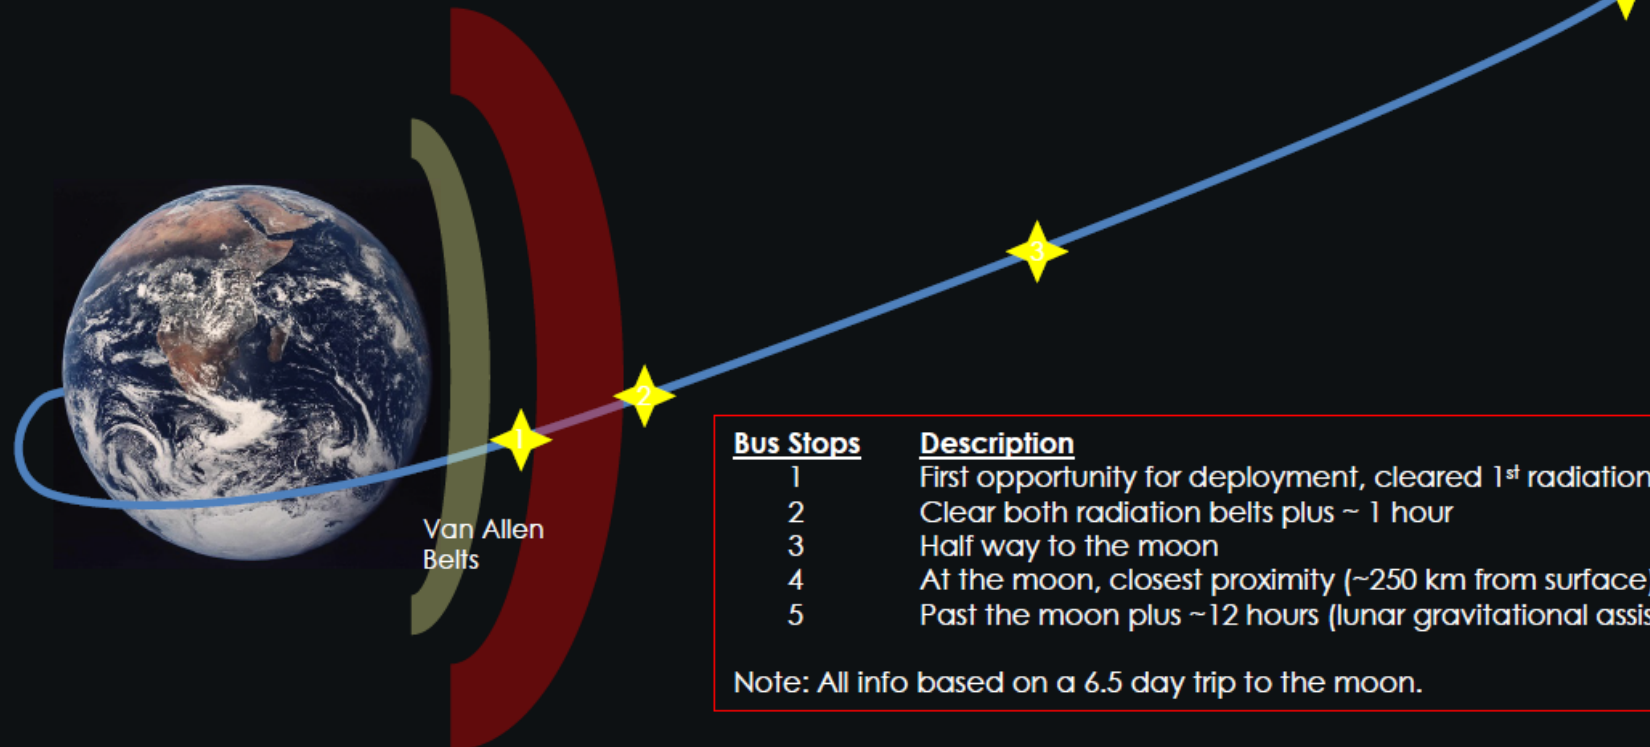 3
2
1
Van Allen
Belts
Bus Stops Description
1 First opportunity for deployment, cleared 1st radiation
2 Clear both radiation belts plus ~ 1 hour
3 Half way to the moon
4 At the moon, closest proximity (~250 km from surface)
5 Past the moon plus ~12 hours (lunar gravitational assis
Note: All info based on a 6.5 day trip to the moon.